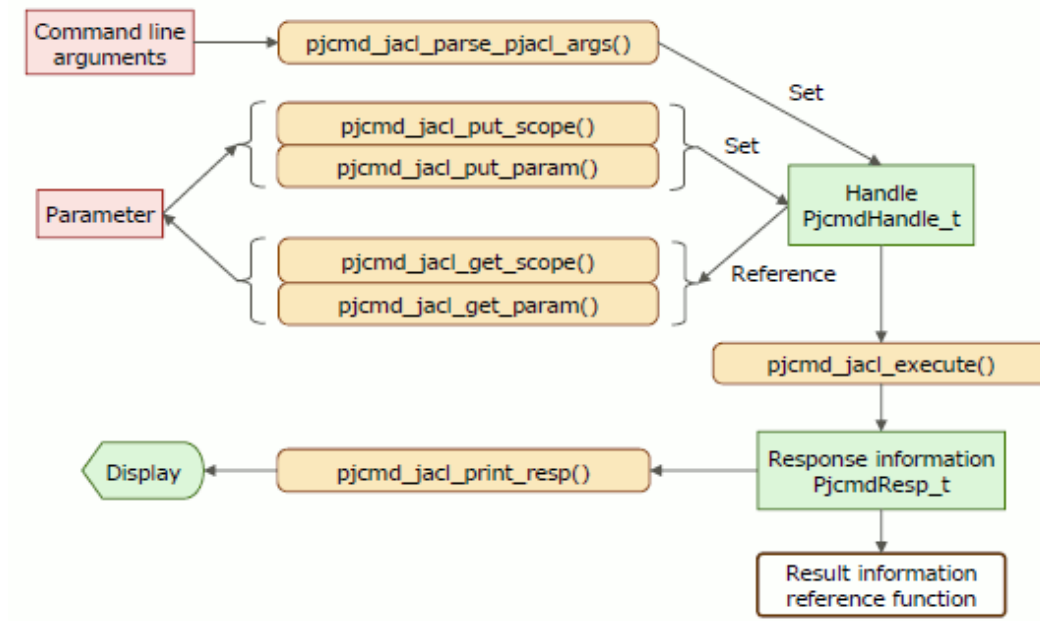 Command line
arguments
pjcmd_jacl_parse_pjacl_args()
Set
pjcmd_jacl_put_scope()
pjcmd_jacl_put_param()
Set
Parameter
Handle
PjcmdHandle_t
pjcmd_jacl_get_scope()
pjcmd_jacl_get_param()
Reference
pjcmd_jacl_execute()
Response information
PjcmdResp_t
pjcmd_jacl_print_resp()
Display
Result information
reference function